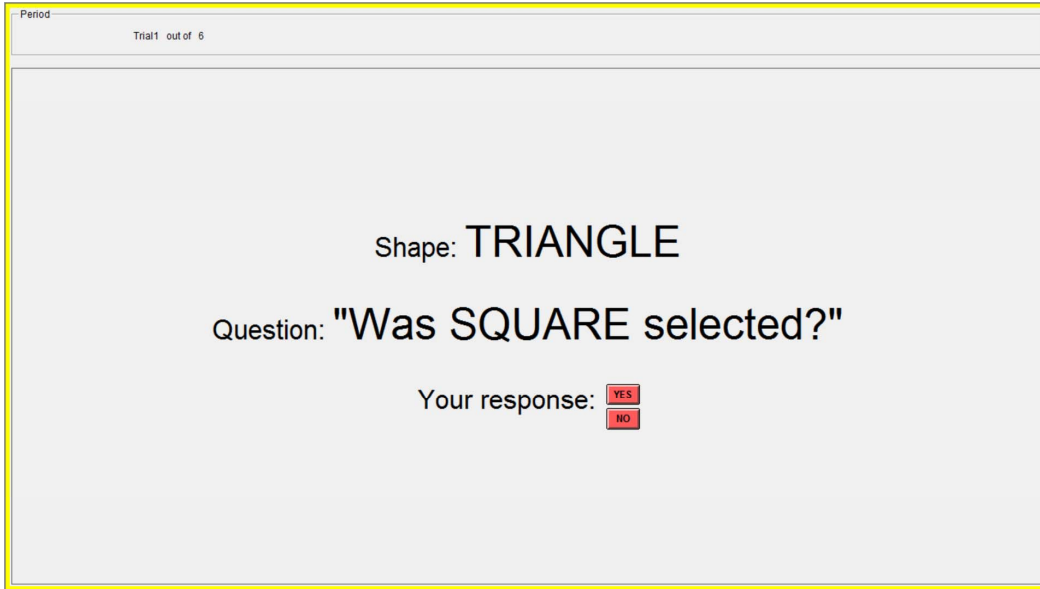 Period
Trial1 out of 6
Shape: TRIANGLE
Question: "Was SQUARE selected?"
Your response: YES
NO